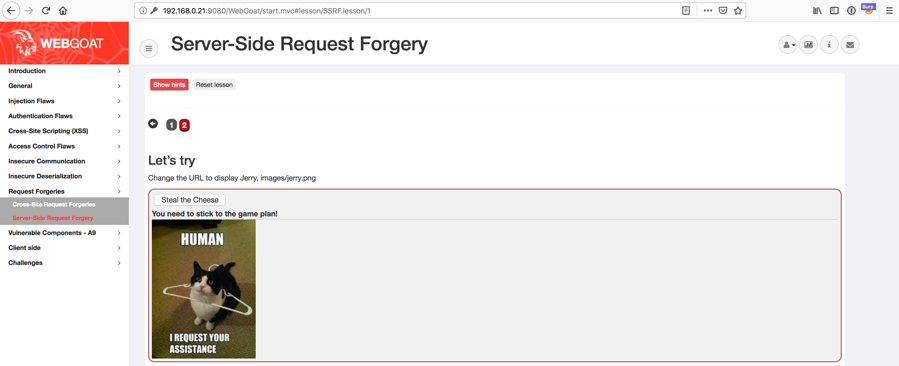 192.168.0.21:9080/WebGoat/start.mvc#lesson/SSRF.lesson/1
Burp
WEBGOAT
Server-Side Request Forgery
Introduction
General
Injection Flaws
Authentication Flaws
Cross-Site Scripting (XSS)
Access Control Flaws
Insecure Communication
Insecure Deserialization
Request Forgeries
Cross-Site Request Forgeries
Server-Side Request Forgery
Vulnerable Components - A9
Client side
Challenges
Show hints
Reset lesson
1 2
Let's try
Change the URL to display Jerry, images/jerry.png
Steal the Cheese
You need to stick to the game plan!
HUMAN
I REQUEST YOUR
ASSISTANCE